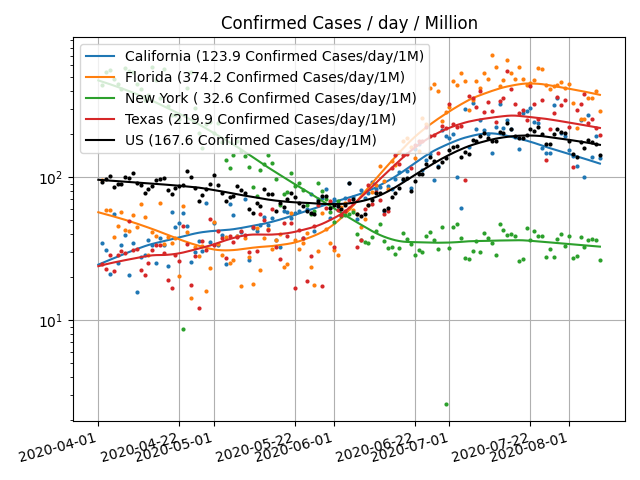 Confirmed Cases / day / Million
California (123.9 Confirmed Cases/day/1M)
Florida (374.2 Confirmed Cases/day/1M)
New York ( 32.6 Confirmed Cases/day/1M)
Texas (219.9 Confirmed Cases/day/1M)
US (167.6 Confirmed Cases/day/1M)
10²
10¹
2020-04-01
2020-04-22
2020-05-01
2020-05-22
2020-06-01
2020-06-22
2020-07-01
2020-07-22
2020-08-01